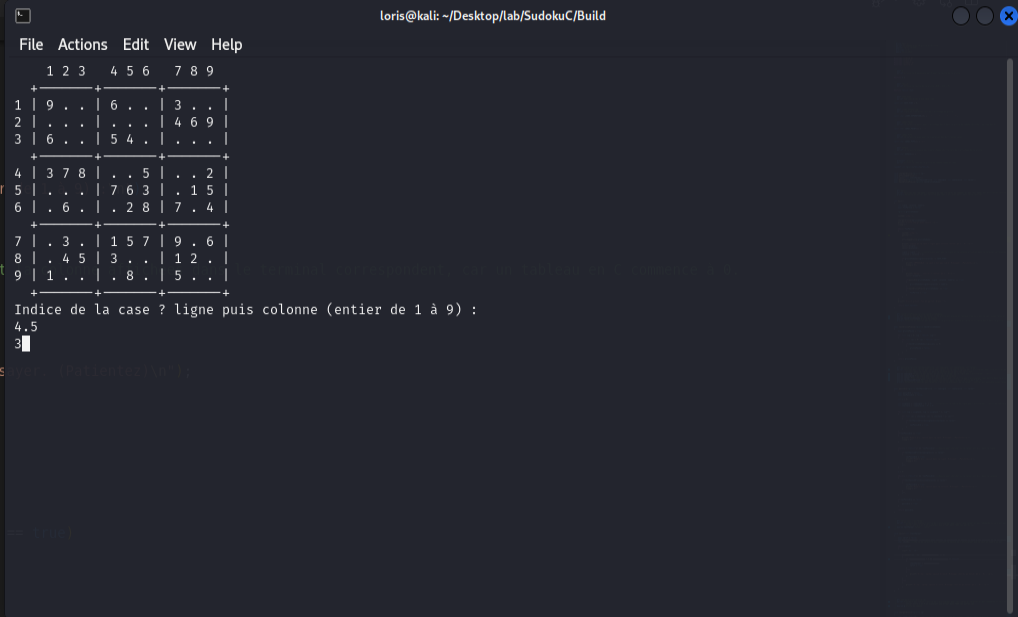 loris@kali: ~/Desktop/lab/SudokuC/Build
File Actions Edit View Help
1 2 3 4 5 6 7 8 9
+———————+———————+———————+
1 | 9 . . | 6 . . | 3 . . |
2 | . . . | . . . | 4 6 9 |
3 | 6 . . | 5 4 . | . . . |
+———————+———————+———————+
4 | 3 7 8 | . . 5 | . . 2 |
5 | . . . | 7 6 3 | . 1 5 |
6 | . 6 . | . 2 8 | 7 . 4 |
+———————+———————+———————+
7 | . 3 . | 1 5 7 | 9 . 6 |
8 | . 4 5 | 3 . . | 1 2 . |
9 | 1 . . | . 8 . | 5 . . |
+———————+———————+———————+
Indice de la case ? ligne puis colonne (entier de 1 à 9) :
4.5
3